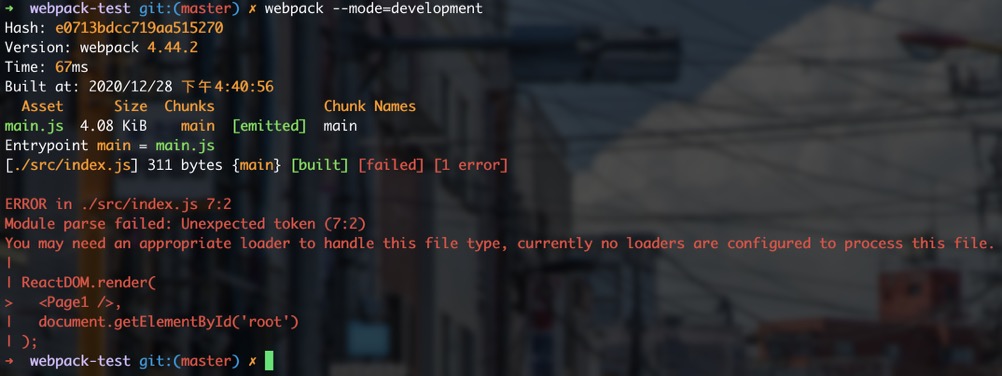 ➜  webpack-test git:(master) ✗ webpack --mode=development
Hash: e0713bdcc719aa515270
Version: webpack 4.44.2
Time: 67ms
Built at: 2020/12/28 下午4:40:56
  Asset      Size  Chunks             Chunk Names
main.js  4.08 KiB    main  [emitted]  main
Entrypoint main = main.js
[./src/index.js] 311 bytes {main} [built] [failed] [1 error]
ERROR in ./src/index.js 7:2
Module parse failed: Unexpected token (7:2)
You may need an appropriate loader to handle this file type, currently no loaders are configured to process this file.
|
| ReactDOM.render(
>   <Page1 />,
|   document.getElementById('root')
| );
➜  webpack-test git:(master) ✗